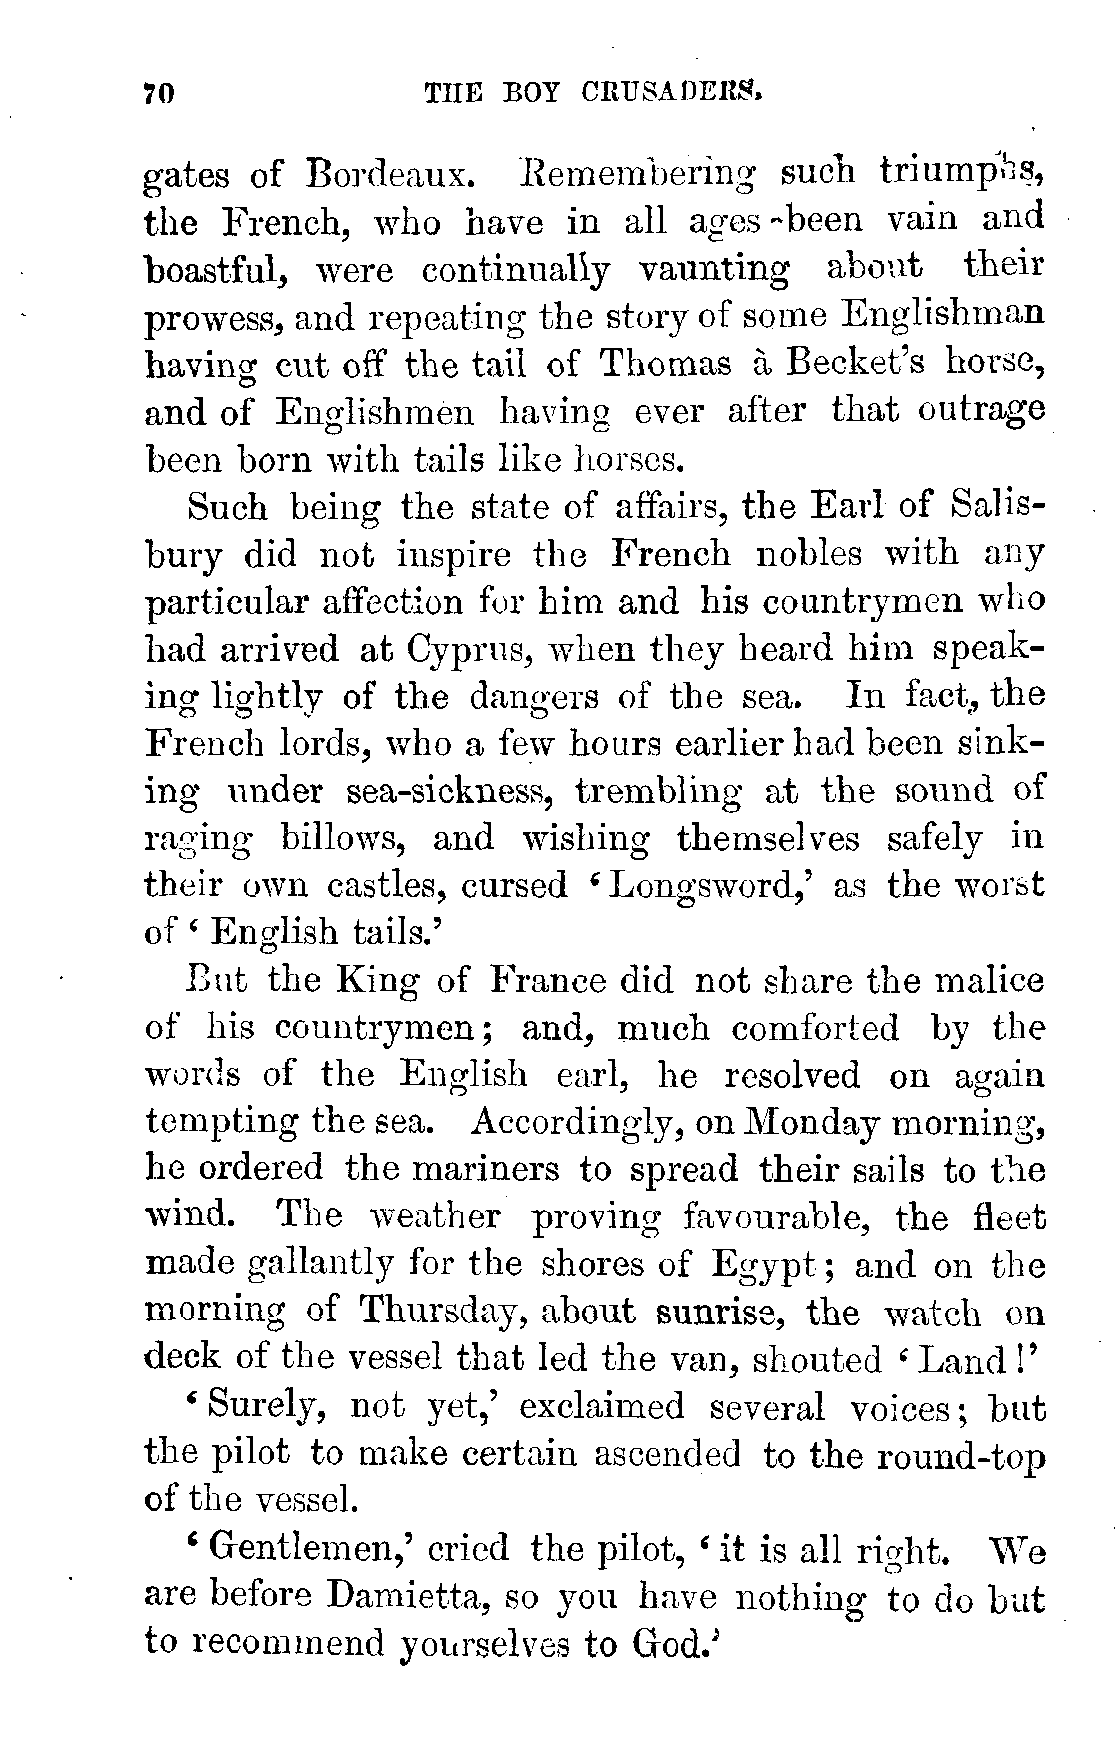 70 THE BOY CRUSADERS.
gates of Bordeaux. Remembering such triumphs,
the French, who have in all ages been vain and
boastful, were continually vaunting about their
prowess, and repeating the story of some Englishman
having cut off the tail of Thomas à Becket's horse,
and of Englishmen having ever after that outrage
been born with tails like horses.
Such being the state of affairs, the Earl of Salis-
bury did not inspire the French nobles with any
particular affection for him and his countrymen who
had arrived at Cyprus, when they heard him speak-
ing lightly of the dangers of the sea. In fact, the
French lords, who a few hours earlier had been sink-
ing under sea-sickness, trembling at the sound of
raging billows, and wishing themselves safely in
their own castles, cursed ‘Longsword,’ as the worst
of ‘English tails.’
But the King of France did not share the malice
of his countrymen; and, much comforted by the
words of the English earl, he resolved on again
tempting the sea. Accordingly, on Monday morning,
he ordered the mariners to spread their sails to the
wind. The weather proving favourable, the fleet
made gallantly for the shores of Egypt; and on the
morning of Thursday, about sunrise, the watch on
deck of the vessel that led the van, shouted ‘Land!’
‘Surely, not yet,’ exclaimed several voices; but
the pilot to make certain ascended to the round-top
of the vessel.
‘Gentlemen,’ cried the pilot, ‘it is all right. We
are before Damietta, so you have nothing to do but
to recommend yourselves to God.’